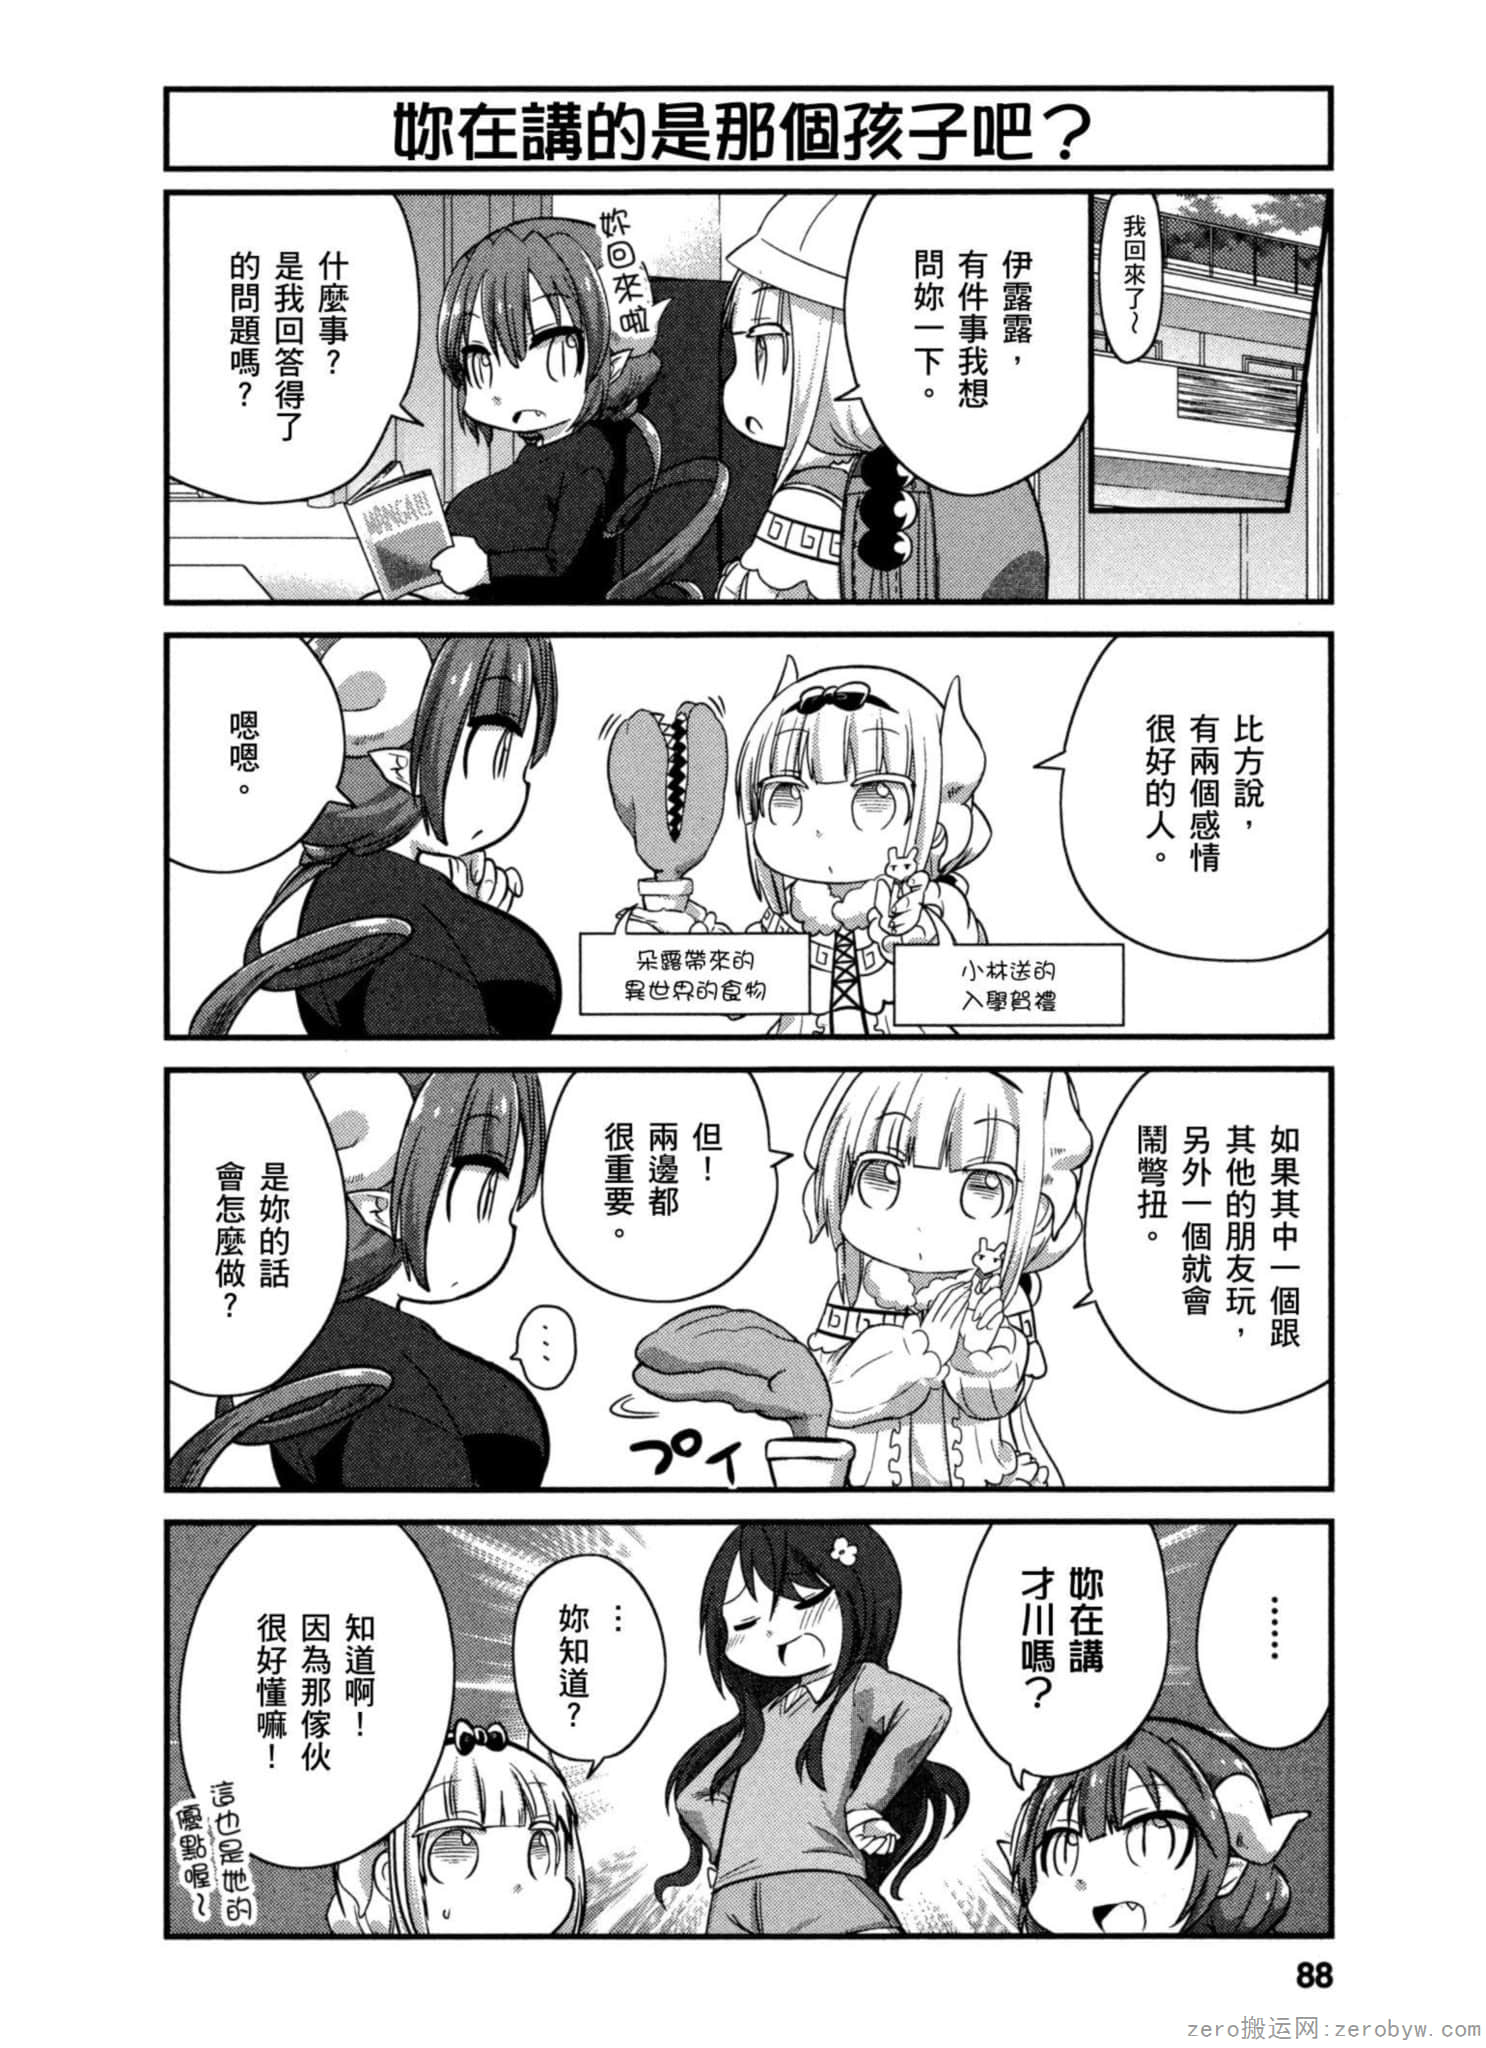 妳在講的是那個孩子吧？
我回來了～
伊露露，
有件事我想
問妳一下。
妳回來啦
什麼事？
是我回答得了
的問題嗎？
MANGA!!
比方說，
有兩個感情
很好的人。
小林送的
入學賀禮
朵露帶來的
異世界的食物
嗯嗯。
如果其中一個跟
其他的朋友玩，
另外一個就會
鬧彆扭。
但！
兩邊都
很重要。
プイ
…
是妳的話
會怎麼做？
……
妳在講
才川嗎？
…
妳知道？
知道啊！
因為那傢伙
很好懂嘛！
這也是她的
優點喔～
88
zero搬运网:zerobyw.com